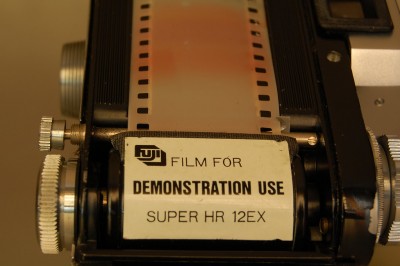 FUJI FILM FOR
DEMONSTRATION USE
SUPER HR 12EX